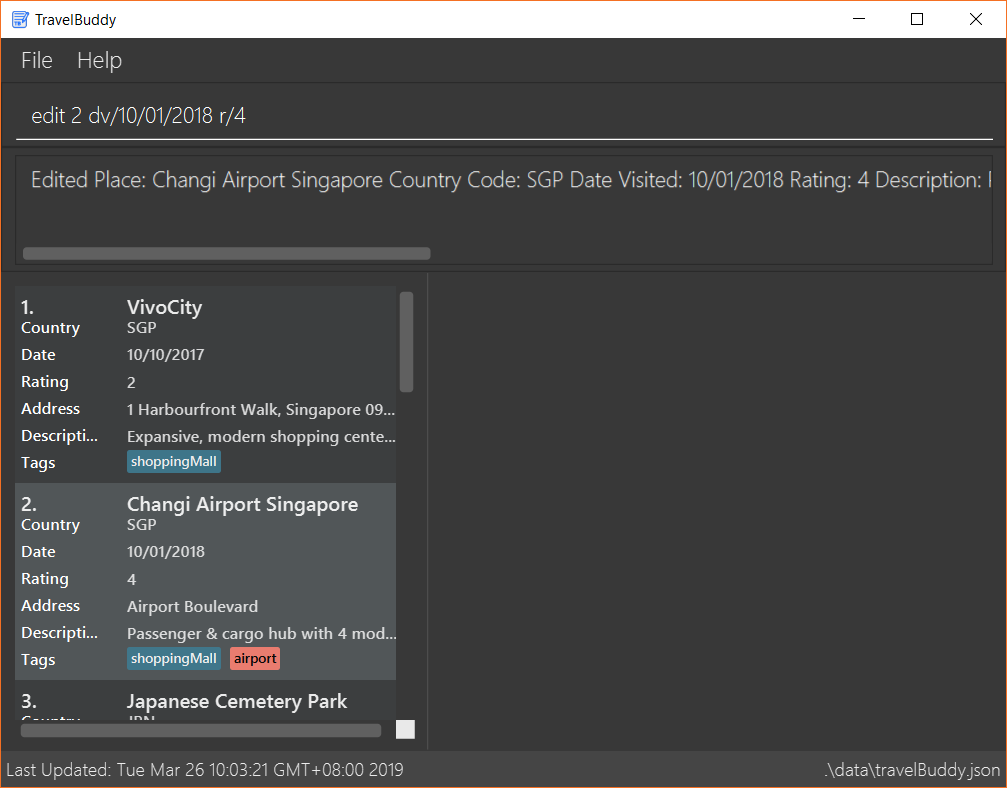 TravelBuddy
File Help
edit 2 dv/10/01/2018 r/4
Edited Place: Changi Airport Singapore Country Code: SGP Date Visited: 10/01/2018 Rating: 4 Description:
1. VivoCity
Country SGP
Date 10/10/2017
Rating 2
Address 1 Harbourfront Walk, Singapore 09...
Descripti... Expansive, modern shopping cente...
Tags shoppingMall
2. Changi Airport Singapore
Country SGP
Date 10/01/2018
Rating 4
Address Airport Boulevard
Descripti... Passenger & cargo hub with 4 mod...
Tags shoppingMall airport
3. Japanese Cemetery Park
Country JPN
Last Updated: Tue Mar 26 10:03:21 GMT+08:00 2019
.\data\travelBuddy.json